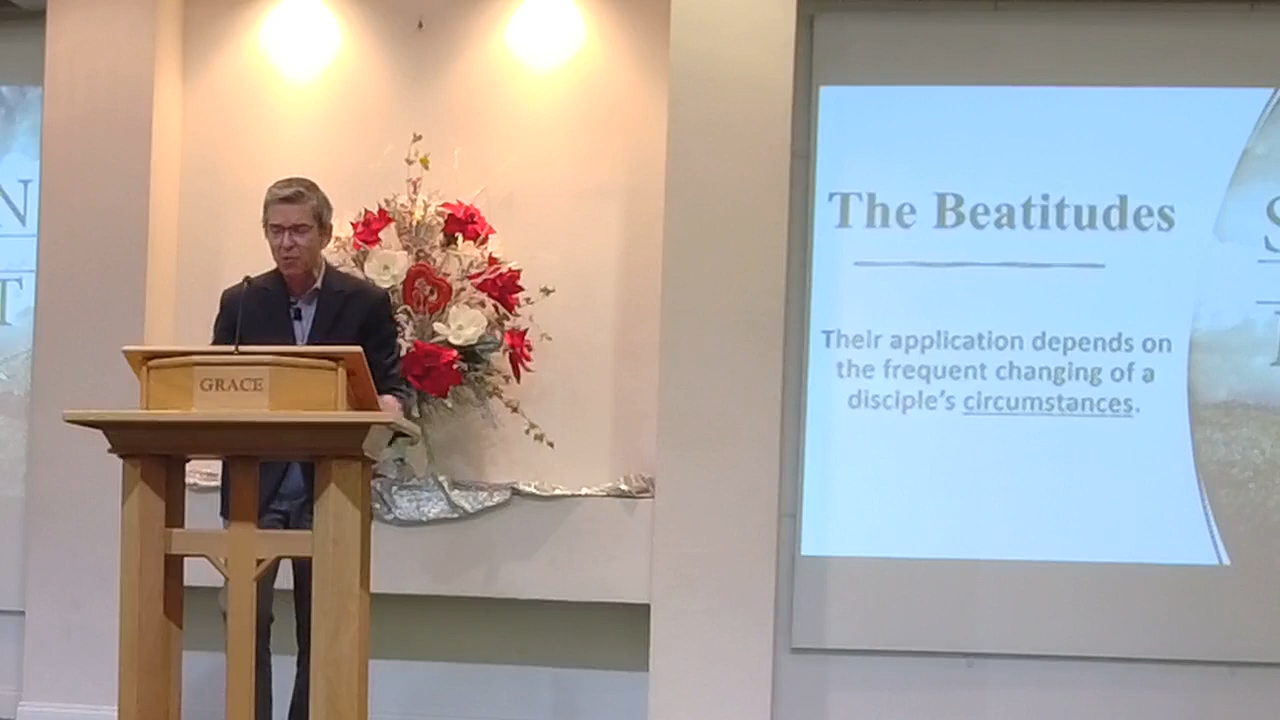 GRACE
The Beatitudes
Their application depends on
the frequent changing of a
disciple's circumstances.
N
T
S